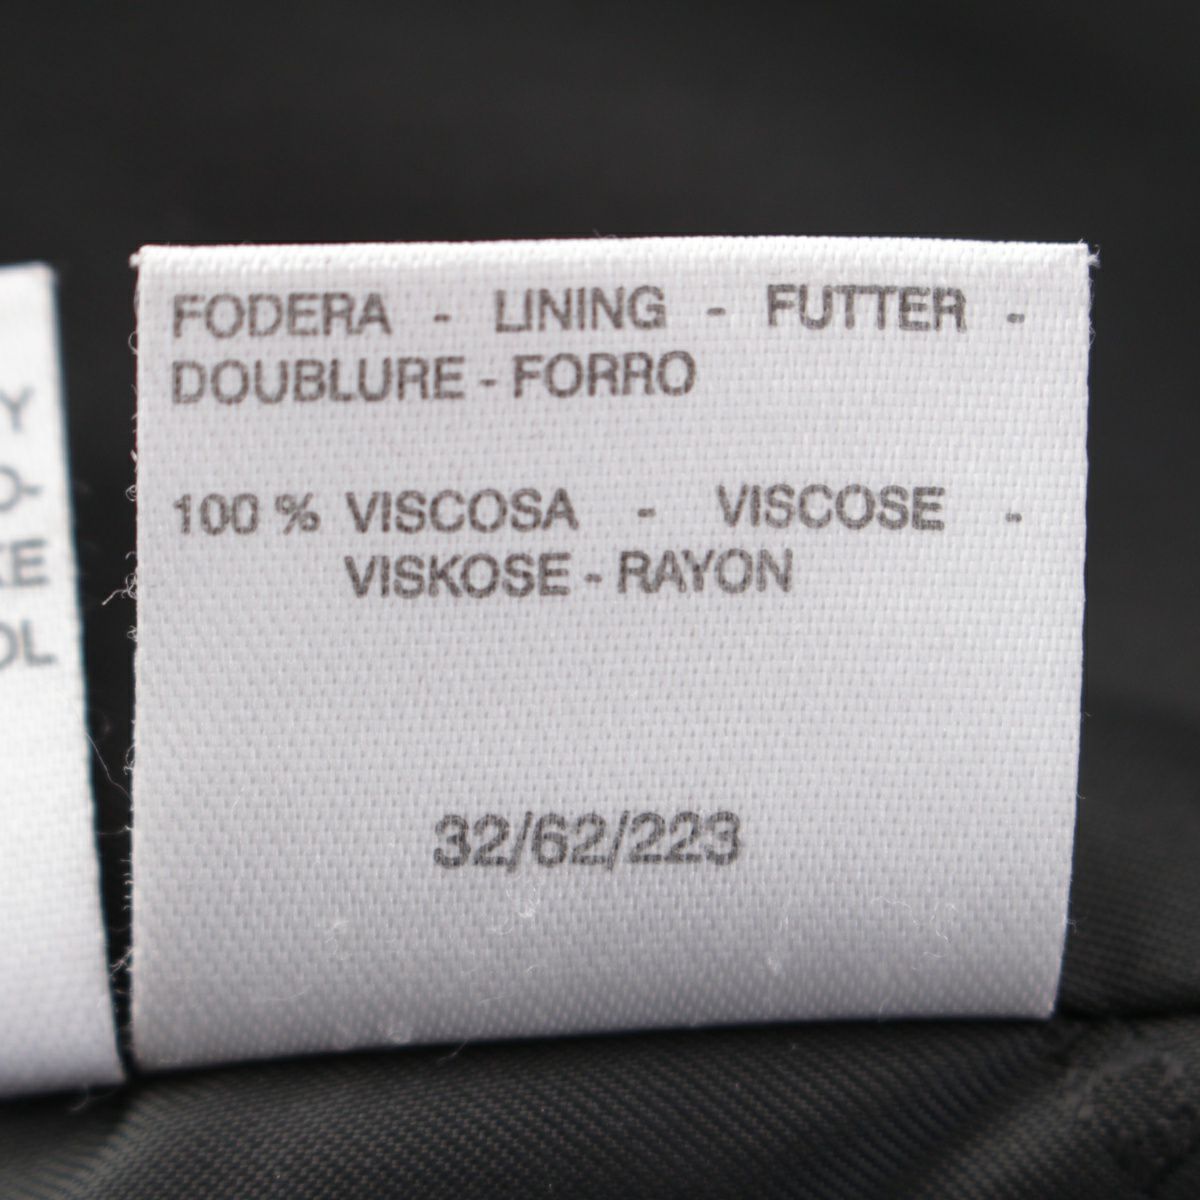 FODERA - LINING - FUTTER -
DOUBLURE - FORRO
100 % VISCOSA - VISCOSE -
VISKOSE - RAYON
32/62/223